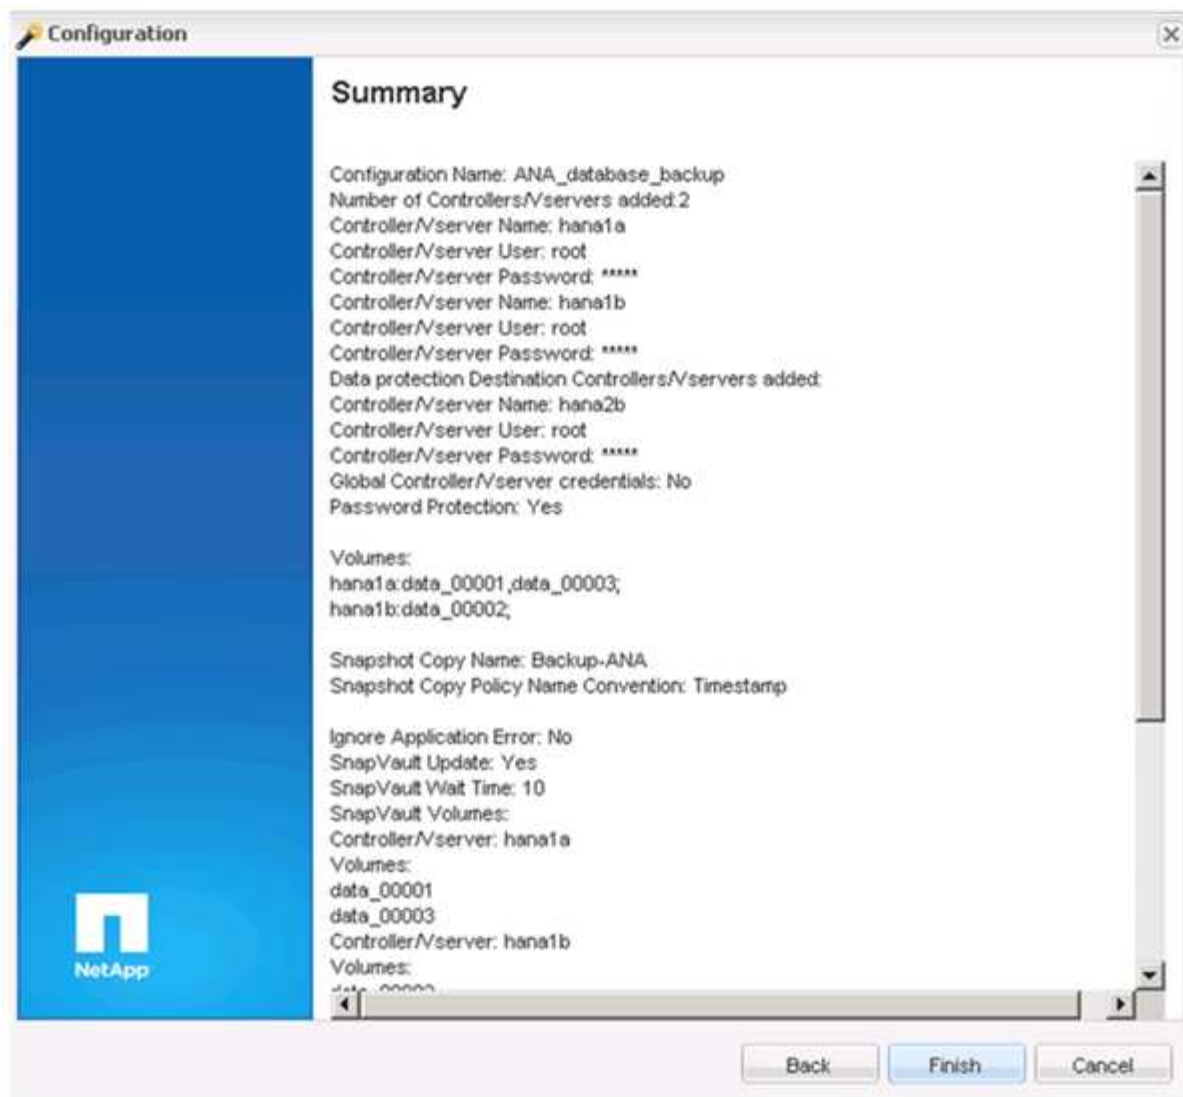 Configuration
Summary
Configuration Name: ANA_database_backup
Number of Controllers/Vservers added:2
Controller/Vserver Name: hana1a
Controller/Vserver User: root
Controller/Vserver Password: *****
Controller/Vserver Name: hana1b
Controller/Vserver User: root
Controller/Vserver Password: *****
Data protection Destination Controllers/Vservers added:
Controller/Vserver Name: hana2b
Controller/Vserver User: root
Controller/Vserver Password: *****
Global Controller/Vserver credentials: No
Password Protection: Yes
Volumes:
hana1a:data_00001,data_00003;
hana1b:data_00002;
Snapshot Copy Name: Backup-ANA
Snapshot Copy Policy Name Convention: Timestamp
Ignore Application Error: No
SnapVault Update: Yes
SnapVault Wait Time: 10
SnapVault Volumes:
Controller/Vserver: hana1a
Volumes:
data_00001
data_00003
Controller/Vserver: hana1b
Volumes:
NetApp
Back
Finish
Cancel